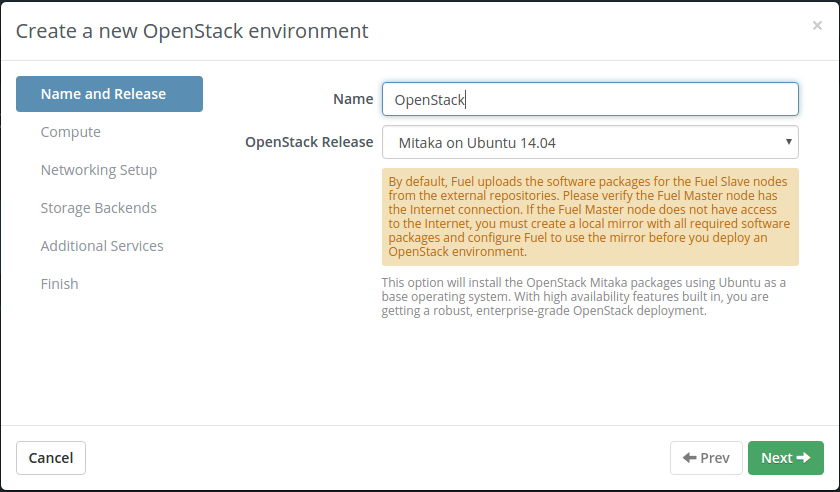 Create a new OpenStack environment
×
Name and Release
Compute
Networking Setup
Storage Backends
Additional Services
Finish
Name
OpenStack
OpenStack Release
Mitaka on Ubuntu 14.04
By default, Fuel uploads the software packages for the Fuel Slave nodes
from the external repositories. Please verify the Fuel Master node has
the Internet connection. If the Fuel Master node does not have access
to the Internet, you must create a local mirror with all required software
packages and configure Fuel to use the mirror before you deploy an
OpenStack environment.
This option will install the OpenStack Mitaka packages using Ubuntu as a
base operating system. With high availability features built in, you are
getting a robust, enterprise-grade OpenStack deployment.
Cancel
Prev
Next